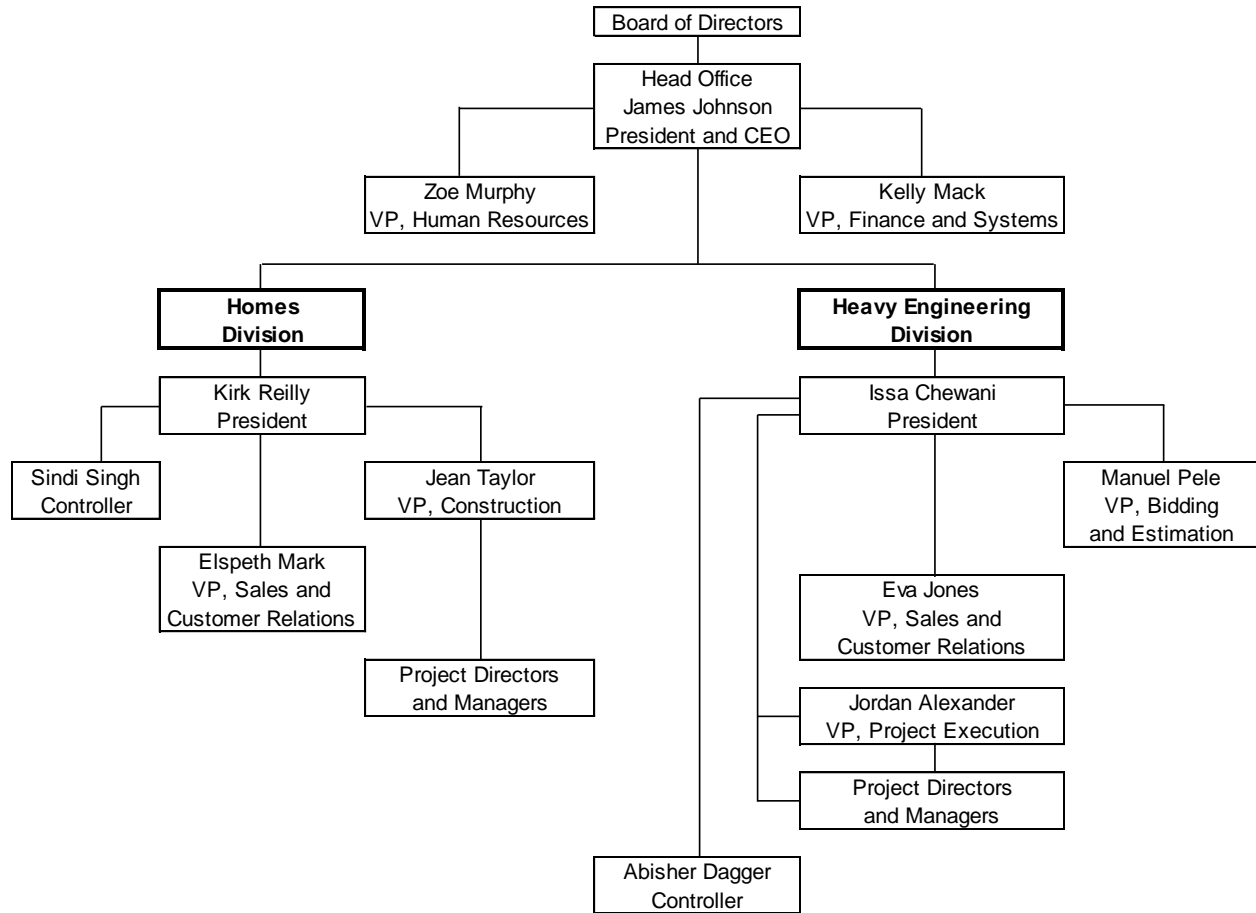 Board of Directors
Head Office
James Johnson
President and CEO
Zoe Murphy
VP, Human Resources
Kelly Mack
VP, Finance and Systems
Homes
Division
Heavy Engineering
Division
Kirk Reilly
President
Issa Chewani
President
Sindi Singh
Controller
Jean Taylor
VP, Construction
Manuel Pele
VP, Bidding
and Estimation
Elspeth Mark
VP, Sales and
Customer Relations
Eva Jones
VP, Sales and
Customer Relations
Project Directors
and Managers
Jordan Alexander
VP, Project Execution
Project Directors
and Managers
Abisher Dagger
Controller